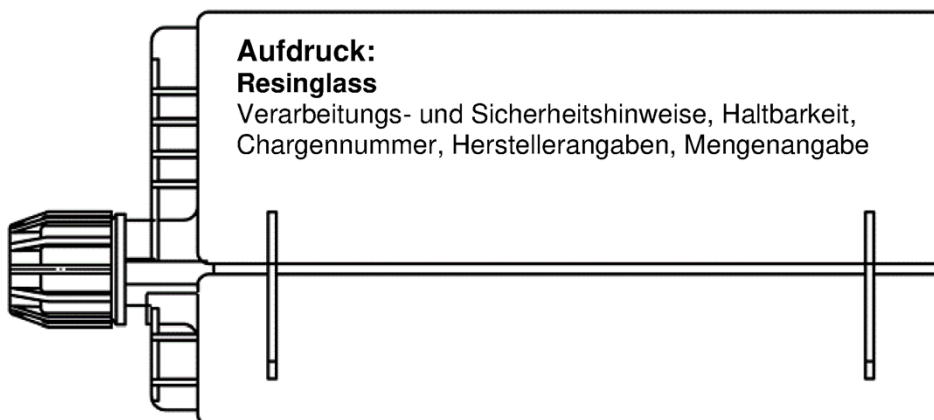 Aufdruck:
Resinglass
Verarbeitungs- und Sicherheitshinweise, Haltbarkeit,
Chargennummer, Herstellerangaben, Mengenangabe